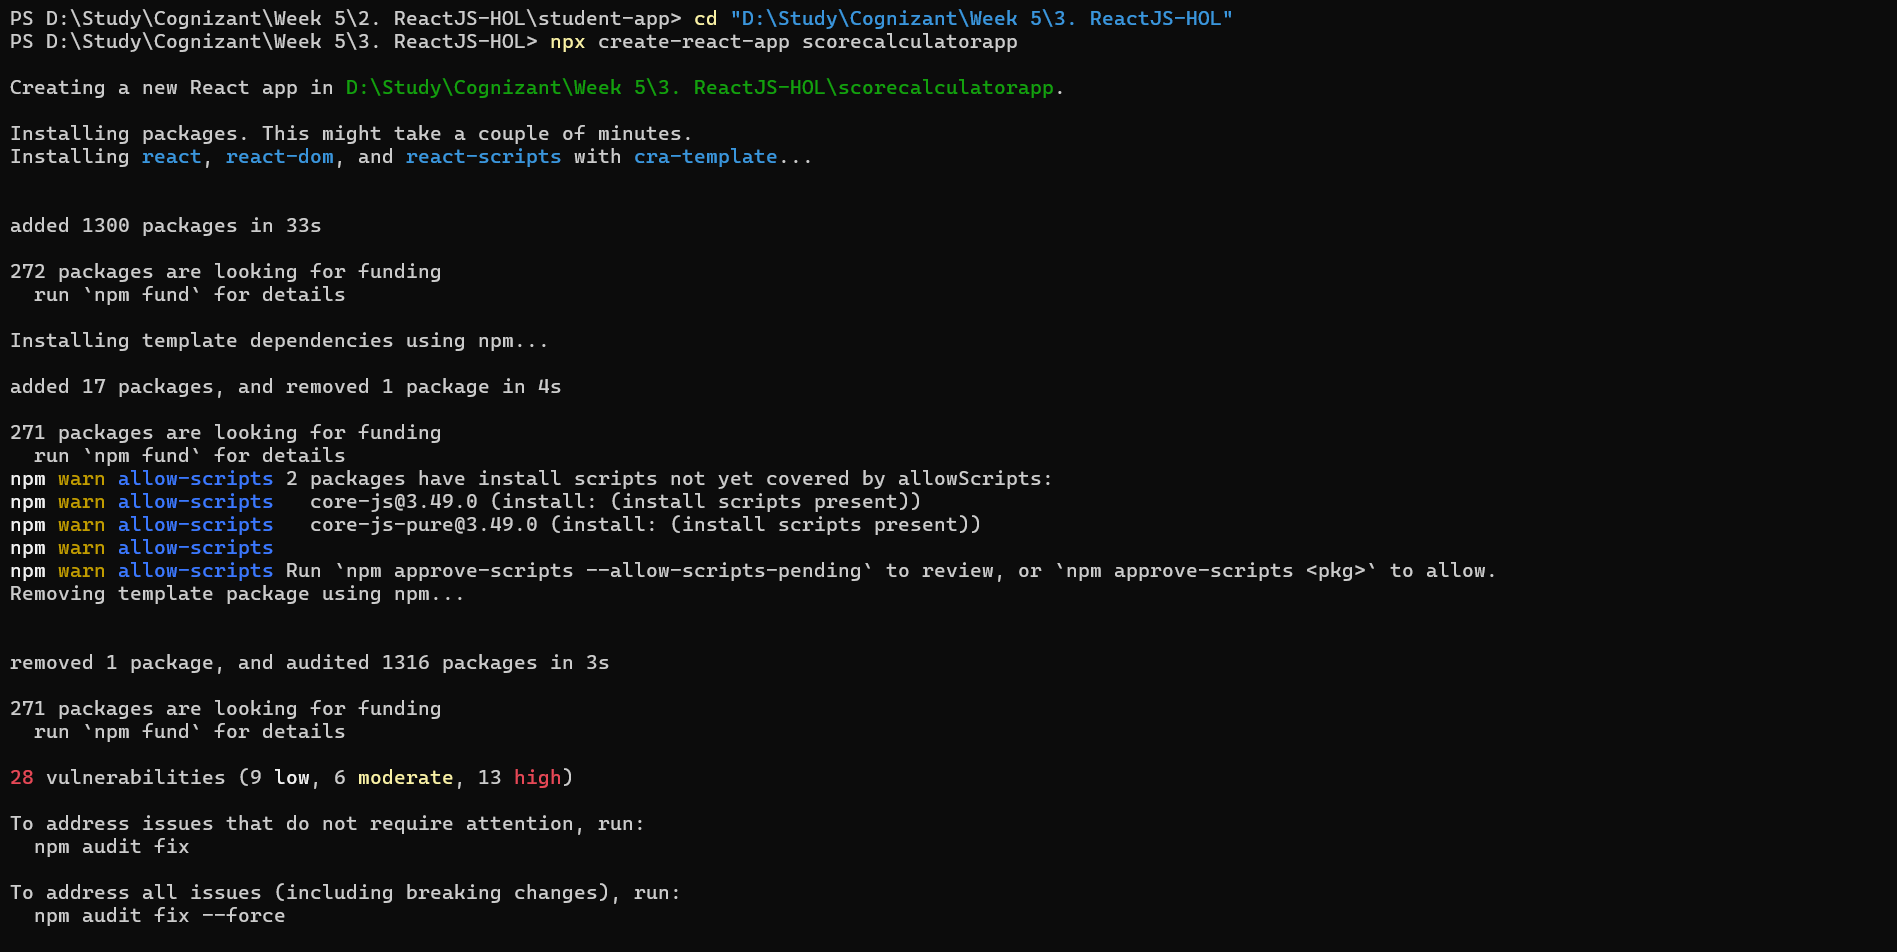 PS D:\Study\Cognizant\Week 5\2. ReactJS-HOL\student-app> cd "D:\Study\Cognizant\Week 5\3. ReactJS-HOL"
PS D:\Study\Cognizant\Week 5\3. ReactJS-HOL> npx create-react-app scorecalculatorapp
Creating a new React app in D:\Study\Cognizant\Week 5\3. ReactJS-HOL\scorecalculatorapp.
Installing packages. This might take a couple of minutes.
Installing react, react-dom, and react-scripts with cra-template...
added 1300 packages in 33s
272 packages are looking for funding
  run `npm fund` for details
Installing template dependencies using npm...
added 17 packages, and removed 1 package in 4s
271 packages are looking for funding
  run `npm fund` for details
npm warn allow-scripts 2 packages have install scripts not yet covered by allowScripts:
npm warn allow-scripts   core-js@3.49.0 (install: (install scripts present))
npm warn allow-scripts   core-js-pure@3.49.0 (install: (install scripts present))
npm warn allow-scripts
npm warn allow-scripts Run `npm approve-scripts --allow-scripts-pending` to review, or `npm approve-scripts <pkg>` to allow.
Removing template package using npm...
removed 1 package, and audited 1316 packages in 3s
271 packages are looking for funding
  run `npm fund` for details
28 vulnerabilities (9 low, 6 moderate, 13 high)
To address issues that do not require attention, run:
  npm audit fix
To address all issues (including breaking changes), run:
  npm audit fix --force